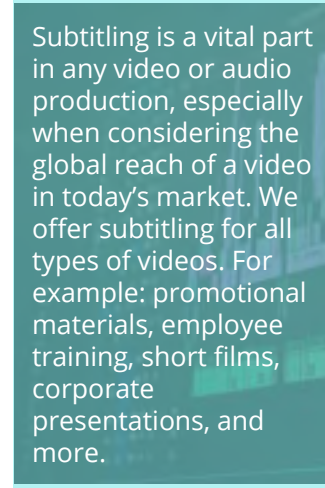 Subtitling is a vital part
in any video or audio
production, especially
when considering the
global reach of a video
in today’s market. We
offer subtitling for all
types of videos. For
example: promotional
materials, employee
training, short films,
corporate
presentations, and
more.